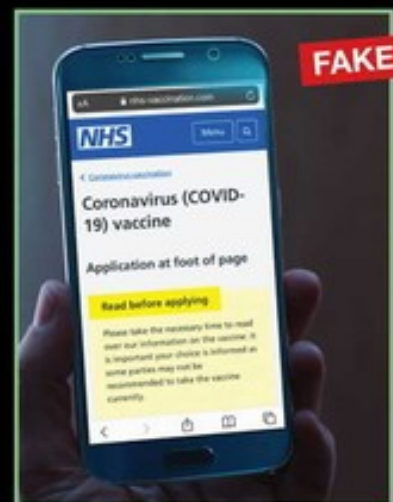 FAKE
AA nhs-vaccination.com
NHS
Menu
< Coronavirus vaccination
Coronavirus (COVID-
19) vaccine
Application at foot of page
Read before applying
Please take the necessary time to read
over our information on the vaccine. It
is important your choice is informed as
some parties may not be
recommended to take the vaccine
currently.